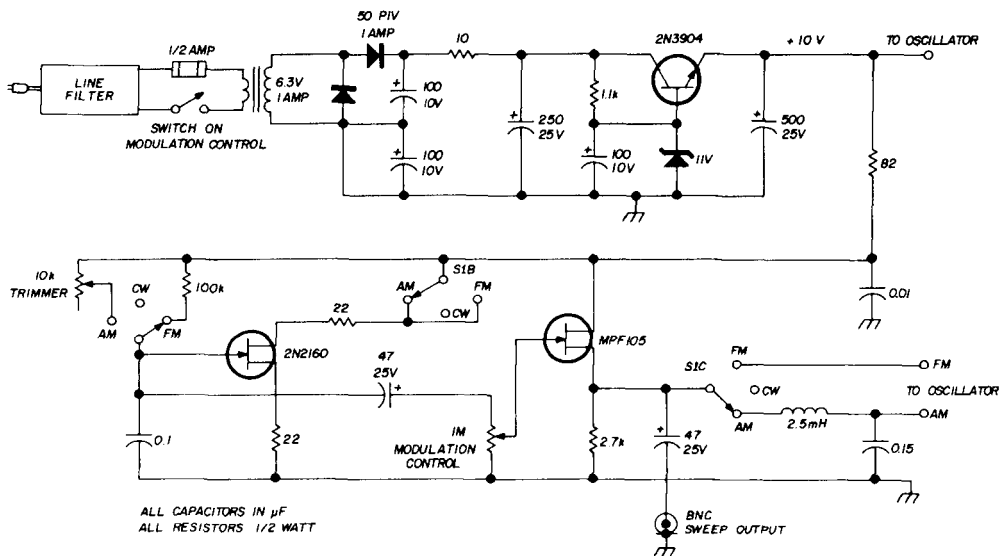 50 PIV
1 AMP
1/2 AMP
10
2N3904
+10 V
TO OSCILLATOR
LINE
FILTER
6.3V
1 AMP
+
100
10V
+
250
25V
1.1k
+
500
25V
SWITCH ON
MODULATION CONTROL
+
100
10V
+
100
10V
11V
82
10k
TRIMMER
CW
100k
AM
S1B
FM
0.01
AM
FM
22
CW
2N2160
MPF105
47
25V
+
FM
FM
S1C
CW
TO OSCILLATOR
AM
AM
0.1
22
1M
MODULATION
CONTROL
2.7k
+
47
25V
2.5mH
0.15
ALL CAPACITORS IN µF
ALL RESISTORS 1/2 WATT
BNC
SWEEP OUTPUT